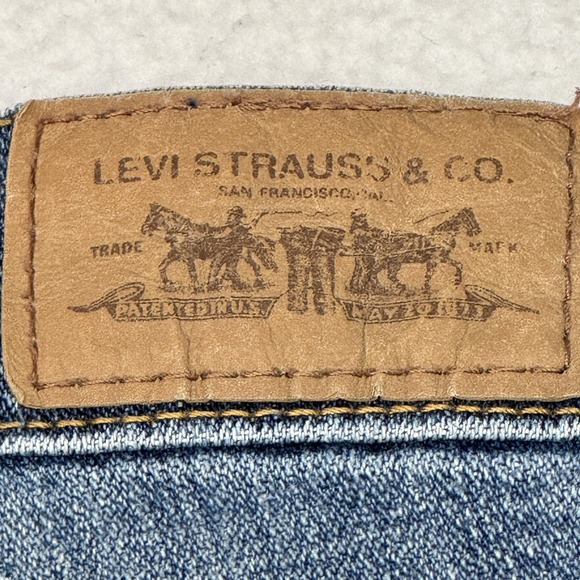 LEVI STRAUSS & CO.
SAN FRANCISCO, CAL.
TRADE MARK
PATENTED IN U.S. MAY 20 1873